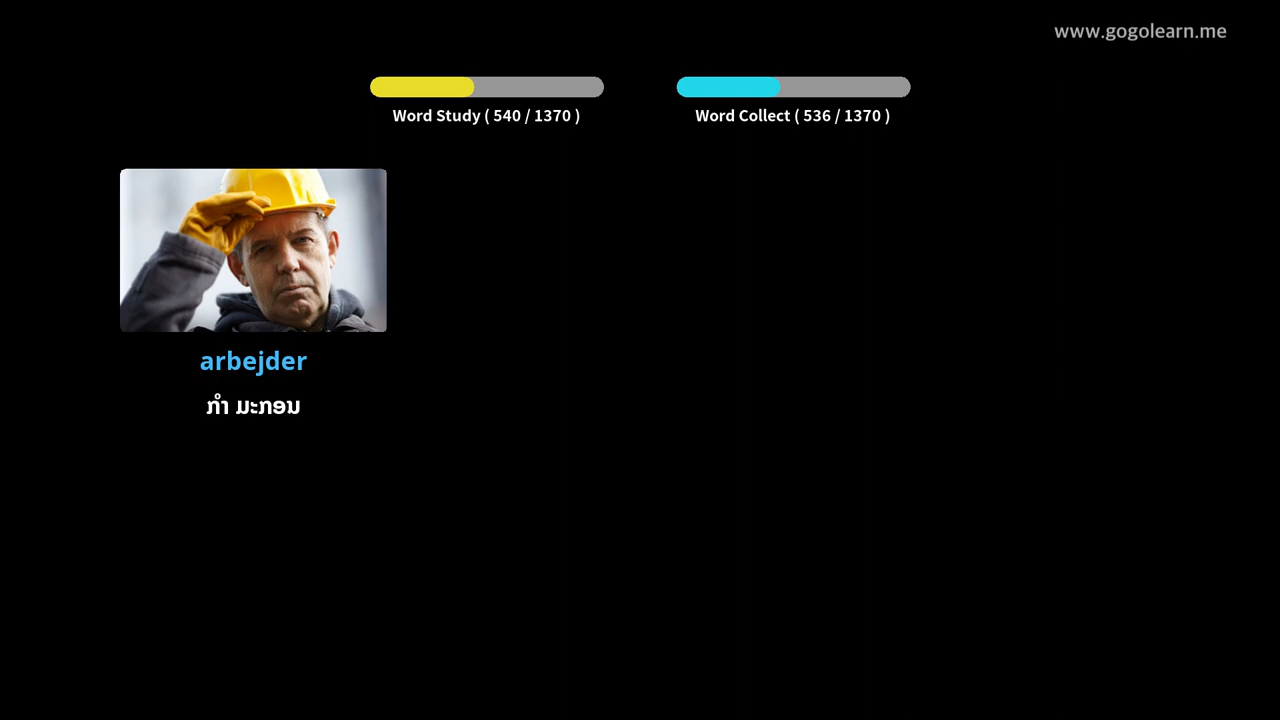 www.gogolearn.me
Word Study ( 540 / 1370 )
Word Collect ( 536 / 1370 )
arbejder
ກຳ ມະກອນ